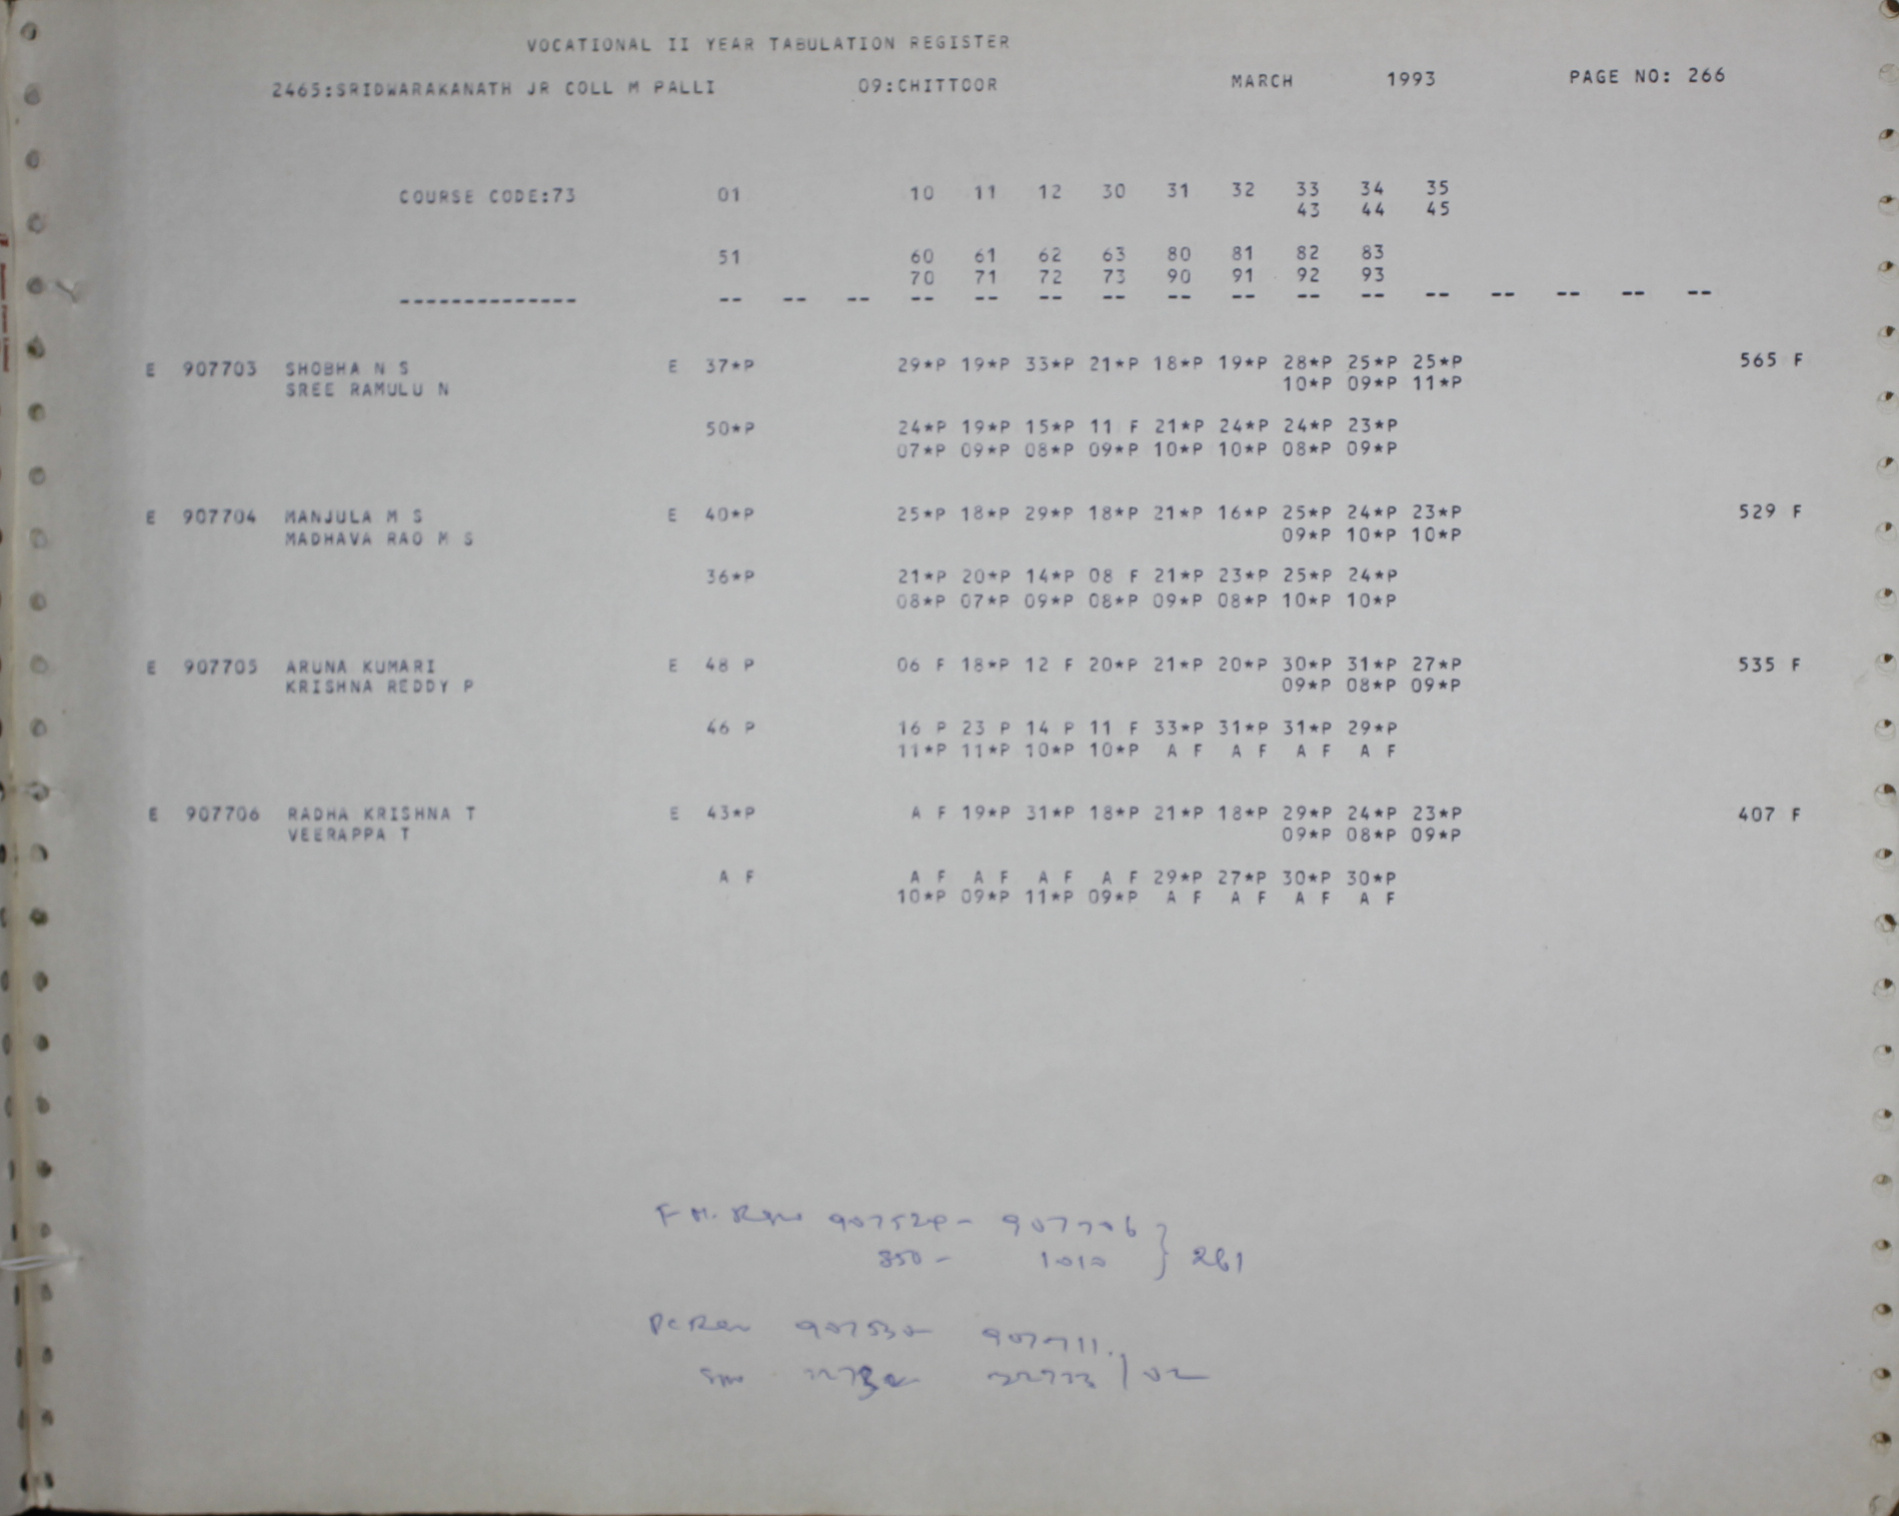 VOCATIONAL II YEAR TABULATION REGISTER
2465:SRIDWARAKANATH JR COLL M PALLI 09:CHITTOOR MARCH 1993 PAGE NO: 266
COURSE CODE:73 01 10 11 12 30 31 32 33 34 35
43 44 45
51 60 61 62 63 80 81 82 83
70 71 72 73 90 91 92 93
-------------- -- -- -- -- -- -- -- -- -- -- -- -- -- -- -- --
E 907703 SHOBHA N S E 37*P 29*P 19*P 33*P 21*P 18*P 19*P 28*P 25*P 25*P 565 F
SREE RAMULU N 10*P 09*P 11*P
50*P 24*P 19*P 15*P 11 F 21*P 24*P 24*P 23*P
07*P 09*P 08*P 09*P 10*P 10*P 08*P 09*P
E 907704 MANJULA M S E 40*P 25*P 18*P 29*P 18*P 21*P 16*P 25*P 24*P 23*P 529 F
MADHAVA RAO M S 09*P 10*P 10*P
36*P 21*P 20*P 14*P 08 F 21*P 23*P 25*P 24*P
08*P 07*P 09*P 08*P 09*P 08*P 10*P 10*P
E 907705 ARUNA KUMARI E 48 P 06 F 18*P 12 F 20*P 21*P 20*P 30*P 31*P 27*P 535 F
KRISHNA REDDY P 09*P 08*P 09*P
46 P 16 P 23 P 14 P 11 F 33*P 31*P 31*P 29*P
11*P 11*P 10*P 10*P A F A F A F A F
E 907706 RADHA KRISHNA T E 43*P A F 19*P 31*P 18*P 21*P 18*P 29*P 24*P 23*P 407 F
VEERAPPA T 09*P 08*P 09*P
A F A F A F A F A F 29*P 27*P 30*P 30*P
10*P 09*P 11*P 09*P A F A F A F A F
907706 }
850 - 1010 } 261